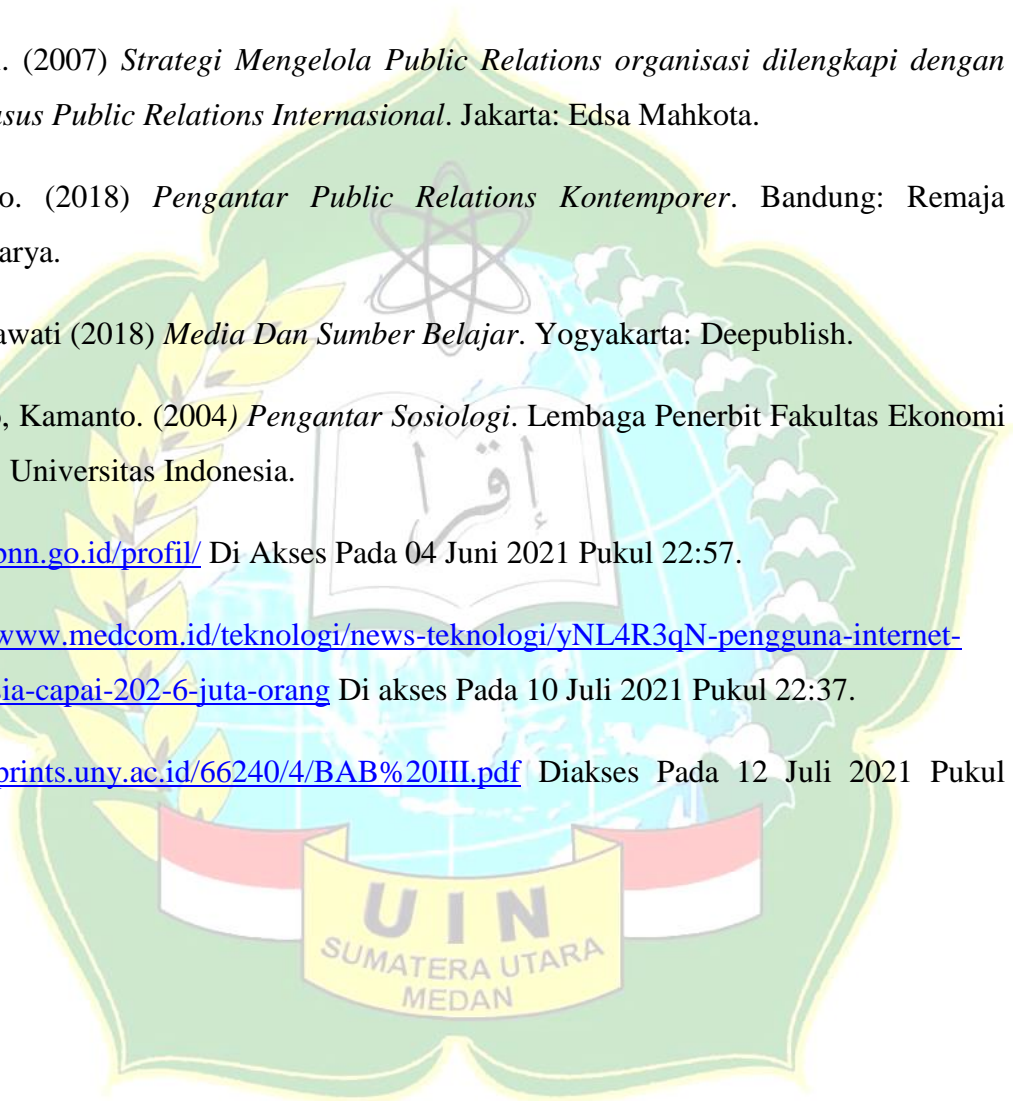 . (2007) Strategi Mengelola Public Relations organisasi dilengkapi dengan
asus Public Relations Internasional. Jakarta: Edsa Mahkota.
o. (2018) Pengantar Public Relations Kontemporer. Bandung: Remaja
arya.
awati (2018) Media Dan Sumber Belajar. Yogyakarta: Deepublish.
, Kamanto. (2004) Pengantar Sosiologi. Lembaga Penerbit Fakultas Ekonomi
Universitas Indonesia.
bnn.go.id/profil/ Di Akses Pada 04 Juni 2021 Pukul 22:57.
www.medcom.id/teknologi/news-teknologi/yNL4R3qN-pengguna-internet-
sia-capai-202-6-juta-orang Di akses Pada 10 Juli 2021 Pukul 22:37.
prints.uny.ac.id/66240/4/BAB%20III.pdf Diakses Pada 12 Juli 2021 Pukul
إقرأ
UIN
SUMATERA UTARA
MEDAN